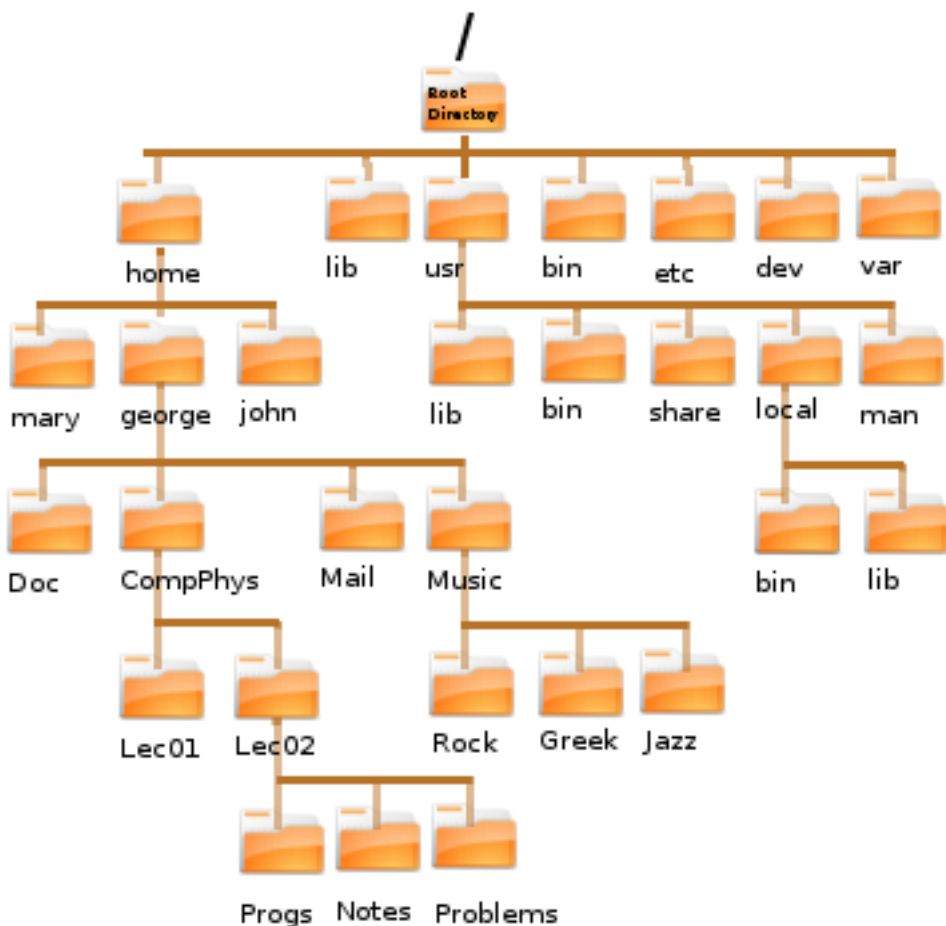 /
Root
Directory
home lib usr bin etc dev var
mary george john lib bin share local man
Doc CompPhys Mail Music bin lib
Lec01 Lec02 Rock Greek Jazz
Progs Notes Problems